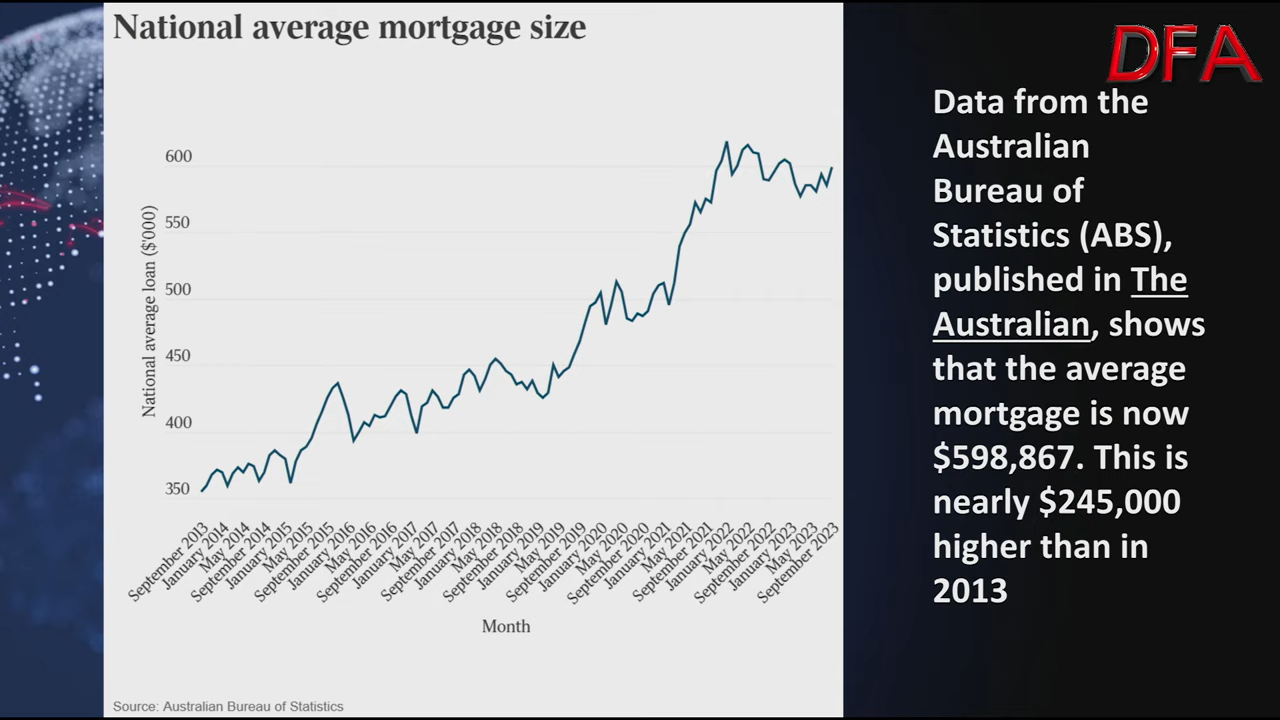 National average mortgage size
DFA
Data from the
Australian
Bureau of
Statistics (ABS),
published in The
Australian, shows
that the average
mortgage is now
$598,867. This is
nearly $245,000
higher than in
2013
National average loan ($'000)
600
550
500
450
400
350
September 2013
January 2014
May 2014
September 2014
January 2015
May 2015
September 2015
January 2016
May 2016
September 2016
January 2017
May 2017
September 2017
January 2018
May 2018
September 2018
January 2019
May 2019
September 2019
January 2020
May 2020
September 2020
January 2021
May 2021
September 2021
January 2022
May 2022
September 2022
January 2023
May 2023
September 2023
Month
Source: Australian Bureau of Statistics